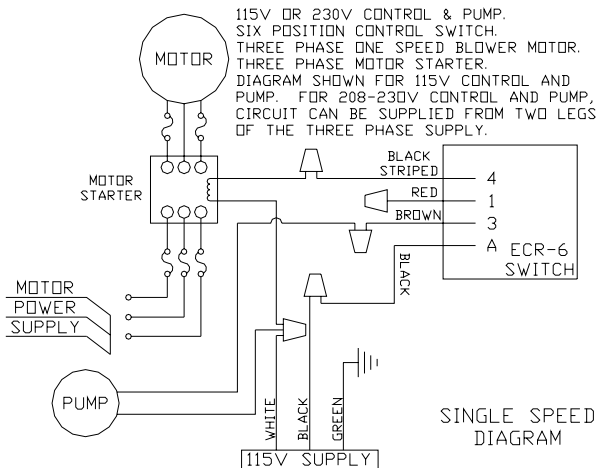 115V OR 230V CONTROL & PUMP.
SIX POSITION CONTROL SWITCH.
THREE PHASE ONE SPEED BLOWER MOTOR.
THREE PHASE MOTOR STARTER.
DIAGRAM SHOWN FOR 115V CONTROL AND
PUMP. FOR 208-230V CONTROL AND PUMP,
CIRCUIT CAN BE SUPPLIED FROM TWO LEGS
OF THE THREE PHASE SUPPLY.
MOTOR
MOTOR
STARTER
BLACK
STRIPED
4
RED
1
BROWN
3
A
ECR-6
SWITCH
BLACK
MOTOR
POWER
SUPPLY
PUMP
WHITE
BLACK
GREEN
115V SUPPLY
SINGLE SPEED
DIAGRAM